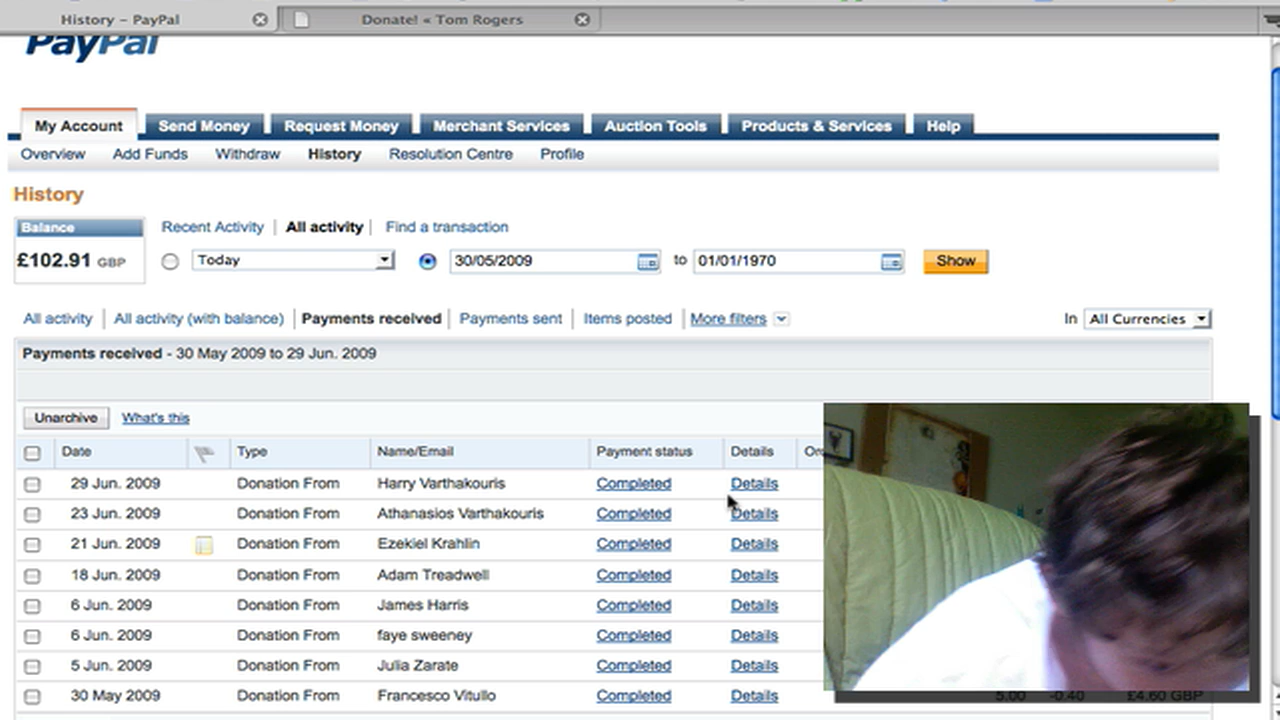 History – PayPal
Donate! « Tom Rogers
PayPal
My Account Send Money Request Money Merchant Services Auction Tools Products & Services Help
Overview Add Funds Withdraw History Resolution Centre Profile
History
Balance
£102.91 GBP
Recent Activity | All activity | Find a transaction
Today 30/05/2009 to 01/01/1970 Show
All activity | All activity (with balance) | Payments received | Payments sent | Items posted | More filters In All Currencies
Payments received - 30 May 2009 to 29 Jun. 2009
Unarchive What's this
Date Type Name/Email Payment status Details
29 Jun. 2009 Donation From Harry Varthakouris Completed Details
23 Jun. 2009 Donation From Athanasios Varthakouris Completed Details
21 Jun. 2009 Donation From Ezekiel Krahlin Completed Details
18 Jun. 2009 Donation From Adam Treadwell Completed Details
6 Jun. 2009 Donation From James Harris Completed Details
6 Jun. 2009 Donation From faye sweeney Completed Details
5 Jun. 2009 Donation From Julia Zarate Completed Details
30 May 2009 Donation From Francesco Vitullo Completed Details 5.00 -0.40 £4.60 GBP